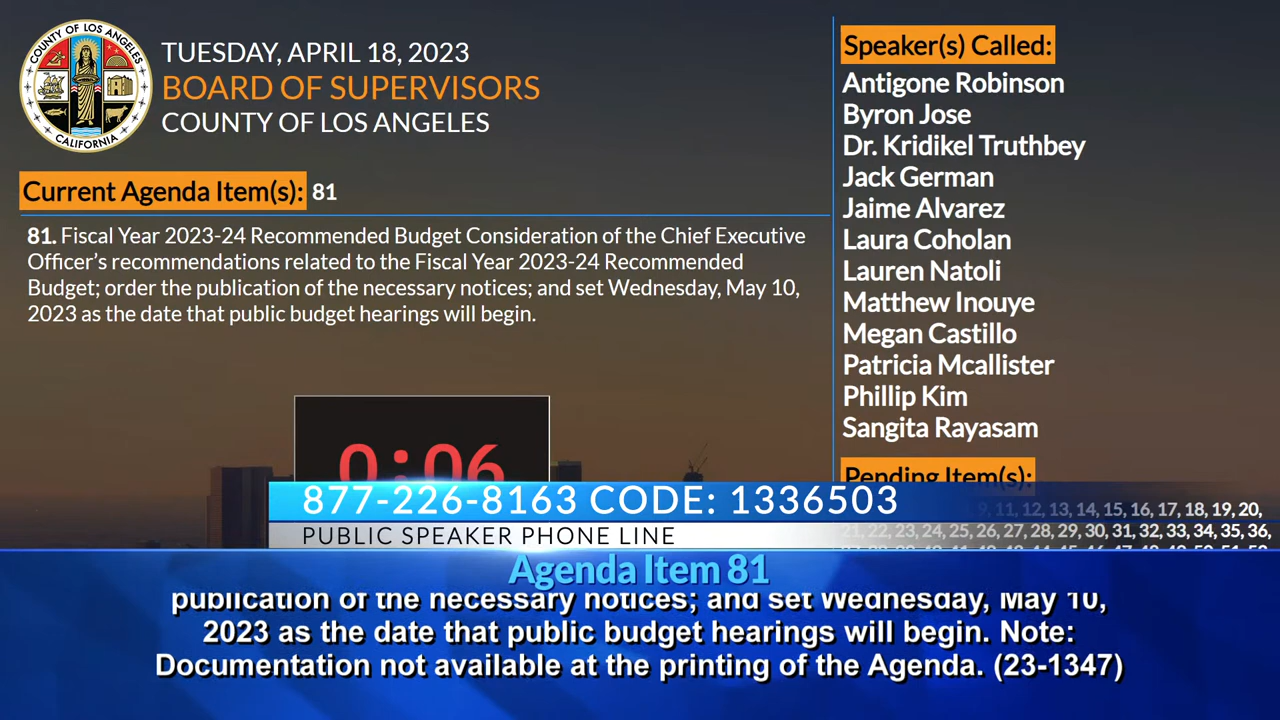 COUNTY OF LOS ANGELES
CALIFORNIA
TUESDAY, APRIL 18, 2023
BOARD OF SUPERVISORS
COUNTY OF LOS ANGELES
Current Agenda Item(s): 81
81. Fiscal Year 2023-24 Recommended Budget Consideration of the Chief Executive
Officer's recommendations related to the Fiscal Year 2023-24 Recommended
Budget; order the publication of the necessary notices; and set Wednesday, May 10,
2023 as the date that public budget hearings will begin.
0:06
Speaker(s) Called:
Antigone Robinson
Byron Jose
Dr. Kridikel Truthbey
Jack German
Jaime Alvarez
Laura Coholan
Lauren Natoli
Matthew Inouye
Megan Castillo
Patricia Mcallister
Phillip Kim
Sangita Rayasam
Pending Item(s):
9, 11, 12, 13, 14, 15, 16, 17, 18, 19, 20,
21, 22, 23, 24, 25, 26, 27, 28, 29, 30, 31, 32, 33, 34, 35, 36,
877-226-8163 CODE: 1336503
PUBLIC SPEAKER PHONE LINE
Agenda Item 81
publication of the necessary notices; and set Wednesday, May 10,
2023 as the date that public budget hearings will begin. Note:
Documentation not available at the printing of the Agenda. (23-1347)